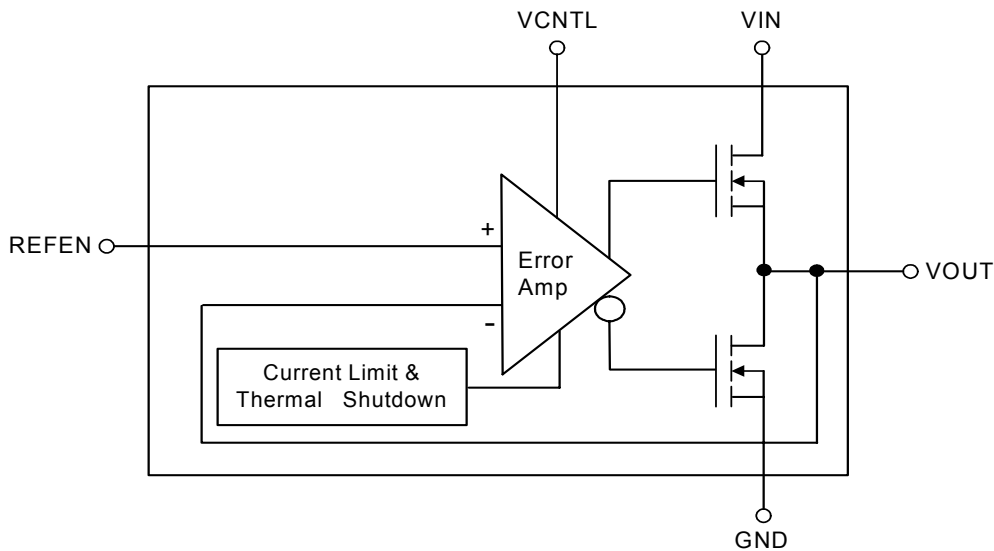 VCNTL
VIN
REFEN
+
Error
Amp
-
VOUT
Current Limit &
Thermal Shutdown
GND